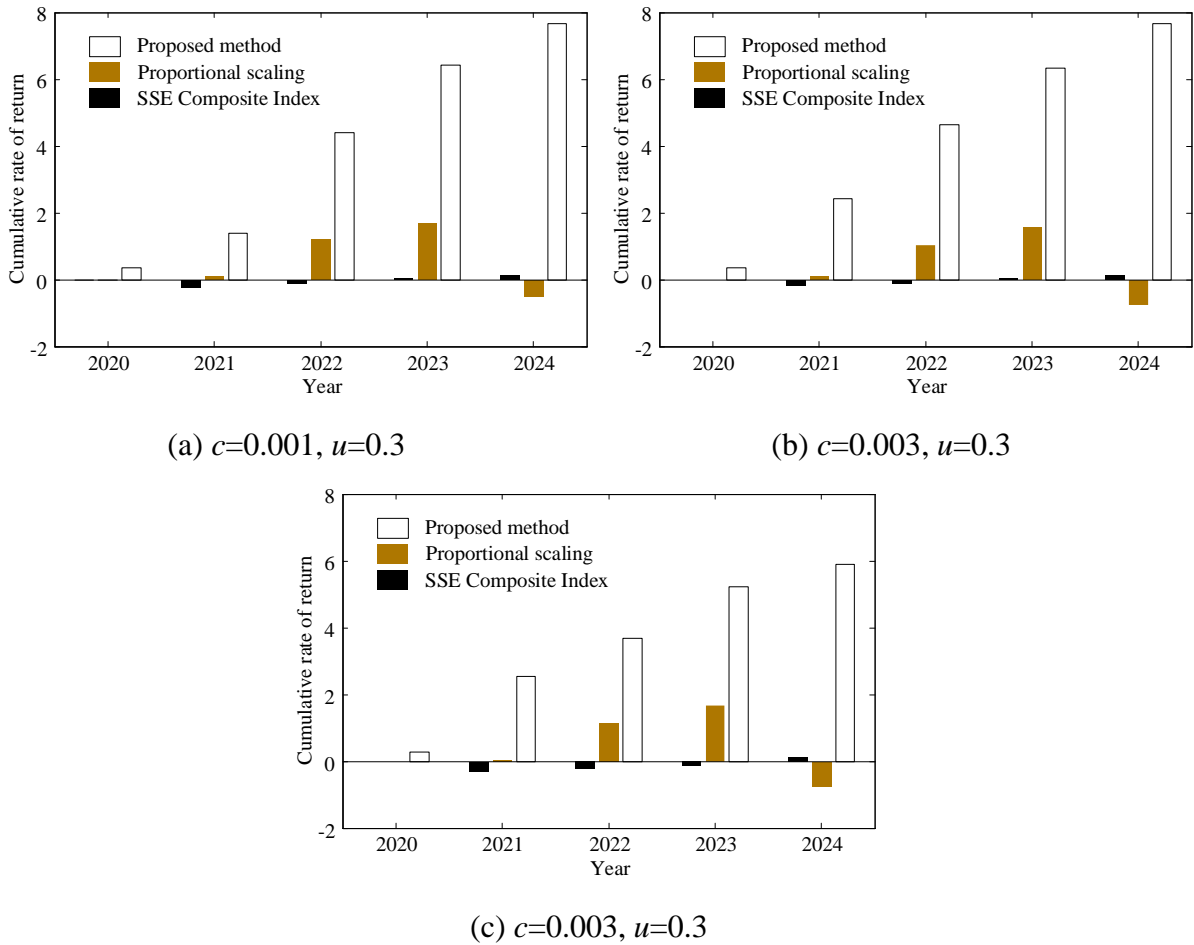 8
6
4
2
0
-2
Cumulative rate of return
Proposed method
Proportional scaling
SSE Composite Index
2020 2021 2022 2023 2024
Year
(a) c=0.001, u=0.3
8
6
4
2
0
-2
Cumulative rate of return
Proposed method
Proportional scaling
SSE Composite Index
2020 2021 2022 2023 2024
Year
(b) c=0.003, u=0.3
8
6
4
2
0
-2
Cumulative rate of return
Proposed method
Proportional scaling
SSE Composite Index
2020 2021 2022 2023 2024
Year
(c) c=0.003, u=0.3